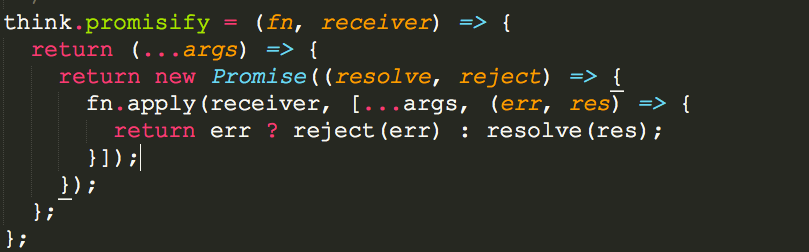 think.promisify = (fn, receiver) => {
  return (...args) => {
    return new Promise((resolve, reject) => {
      fn.apply(receiver, [...args, (err, res) => {
        return err ? reject(err) : resolve(res);
      }]);
    });
  };
};